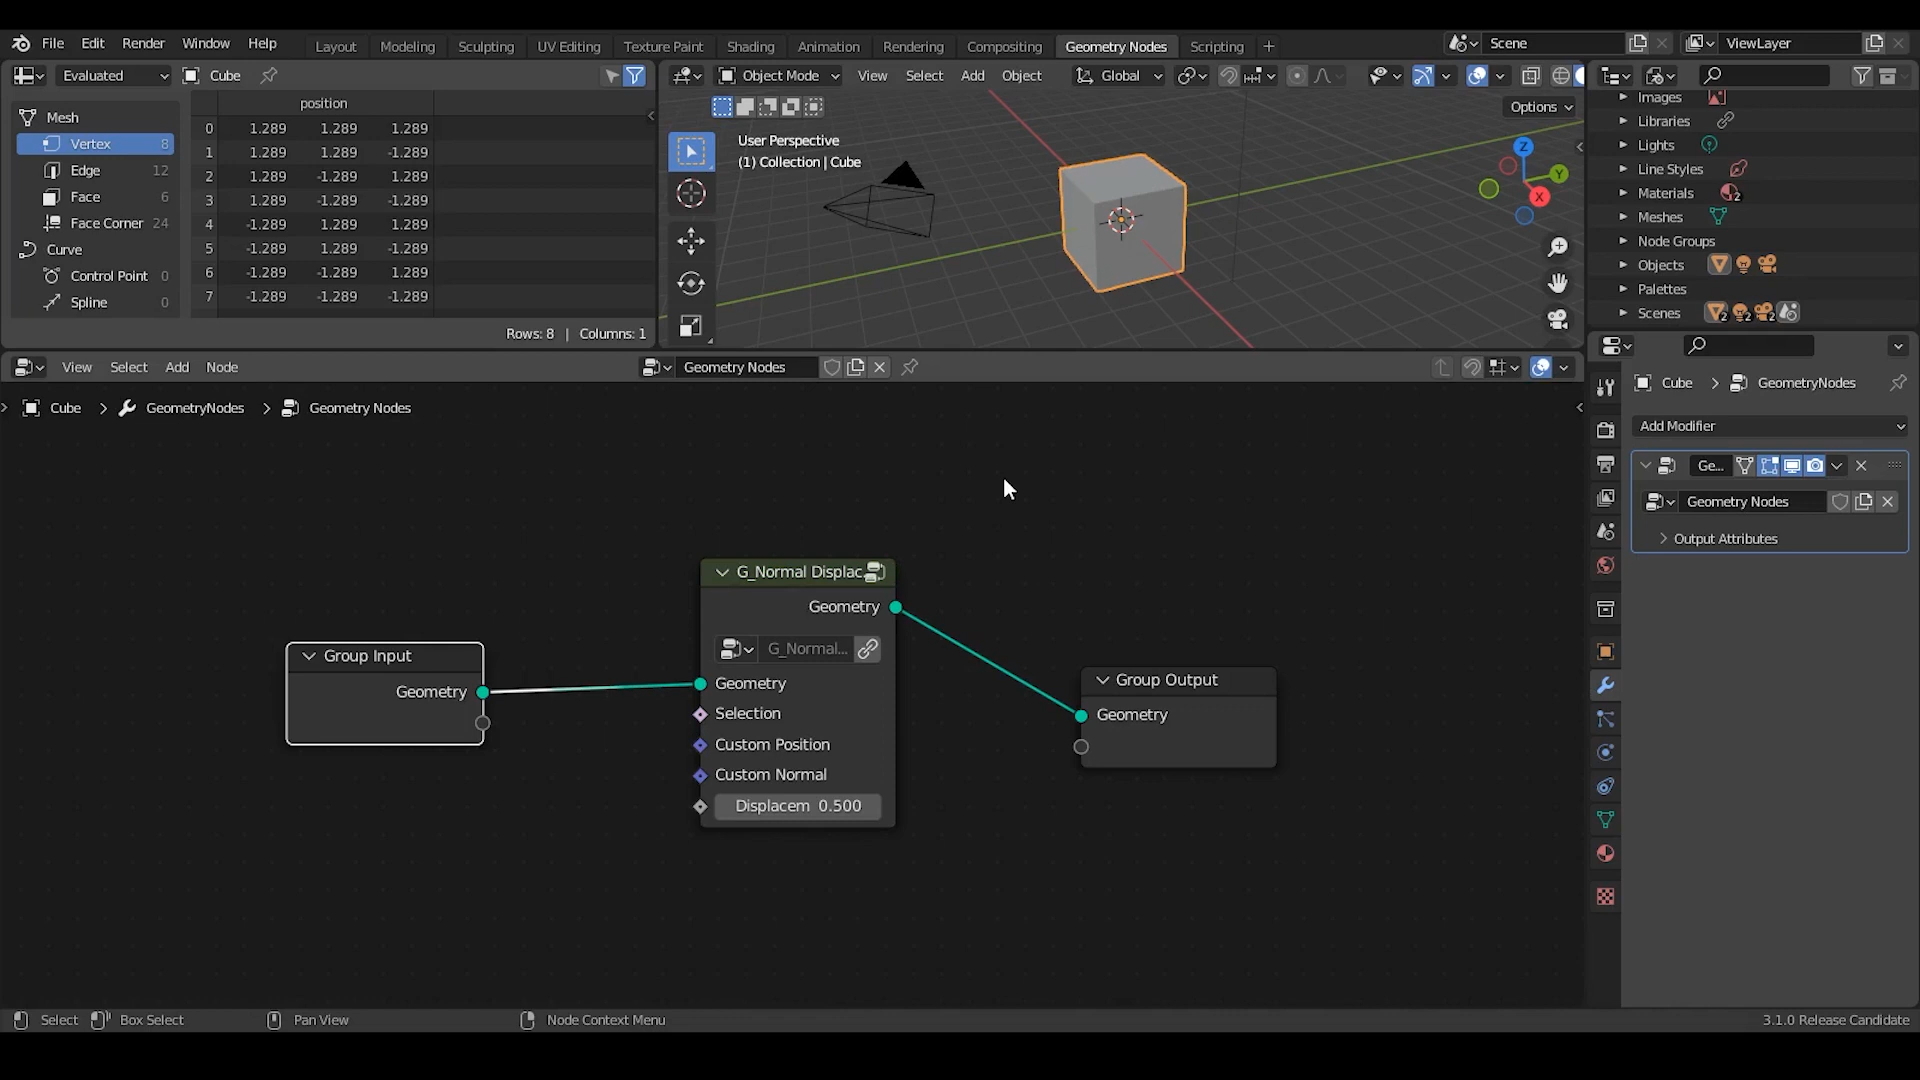 File Edit Render Window Help Layout Modeling Sculpting UV Editing Texture Paint Shading Animation Rendering Compositing Geometry Nodes Scripting + Scene ViewLayer
Evaluated Cube
position
Mesh
Vertex 8
Edge 12
Face 6
Face Corner 24
Curve
Control Point 0
Spline 0
0 1.289 1.289 1.289
1 1.289 1.289 -1.289
2 1.289 -1.289 1.289
3 1.289 -1.289 -1.289
4 -1.289 1.289 1.289
5 -1.289 1.289 -1.289
6 -1.289 -1.289 1.289
7 -1.289 -1.289 -1.289
Rows: 8 | Columns: 1
Object Mode View Select Add Object Global
Options
User Perspective
(1) Collection | Cube
Z
Y
X
Images
Libraries
Lights
Line Styles
Materials 2
Meshes
Node Groups
Objects
Palettes
Scenes 2 2 2
View Select Add Node Geometry Nodes
Cube > GeometryNodes > Geometry Nodes
Group Input
Geometry
G_Normal Displac
Geometry
G_Normal...
Geometry
Selection
Custom Position
Custom Normal
Displacem 0.500
Group Output
Geometry
Cube > GeometryNodes
Add Modifier
Ge...
Geometry Nodes
Output Attributes
Select Box Select Pan View Node Context Menu 3.1.0 Release Candidate